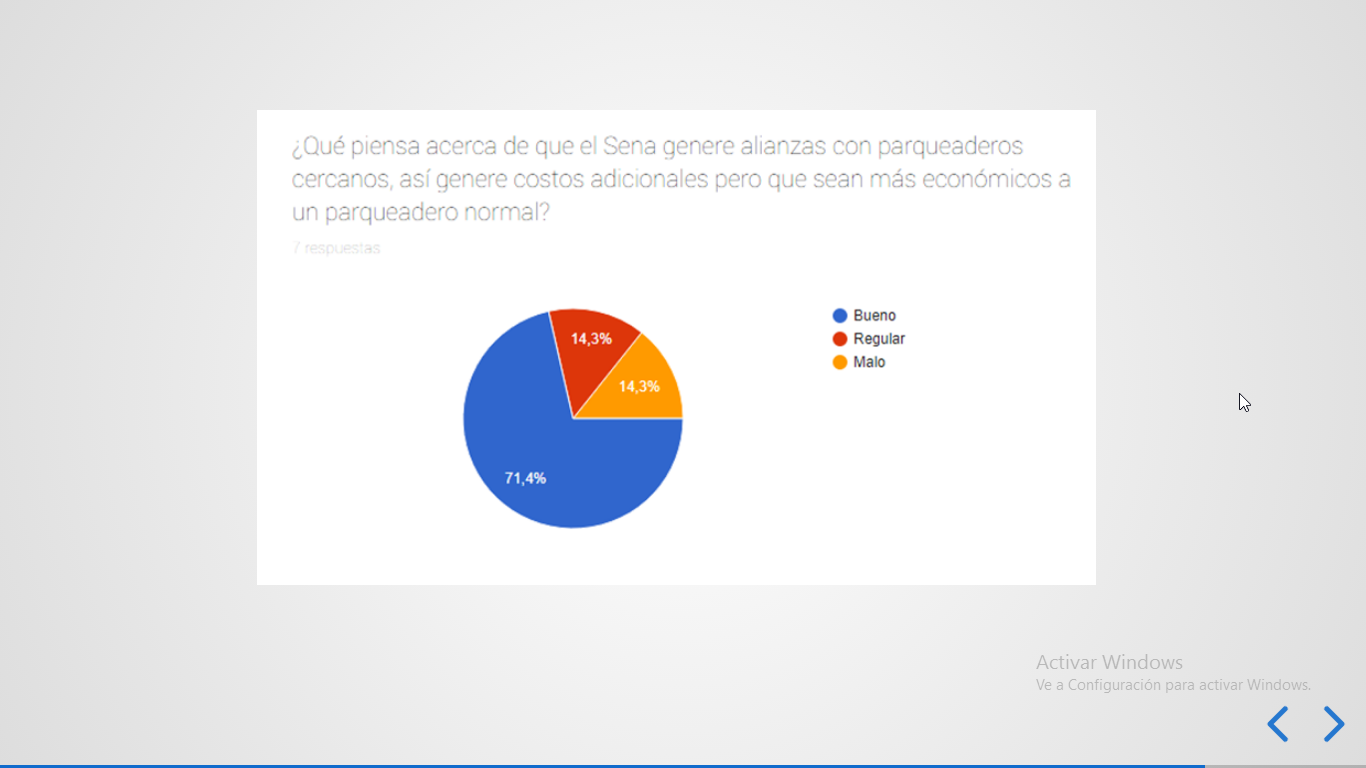 ¿Qué piensa acerca de que el Sena genere alianzas con parqueaderos
cercanos, así genere costos adicionales pero que sean más económicos a
un parqueadero normal?
7 respuestas
Bueno
Regular
Malo
14,3%
14,3%
71,4%
Activar Windows
Ve a Configuración para activar Windows.